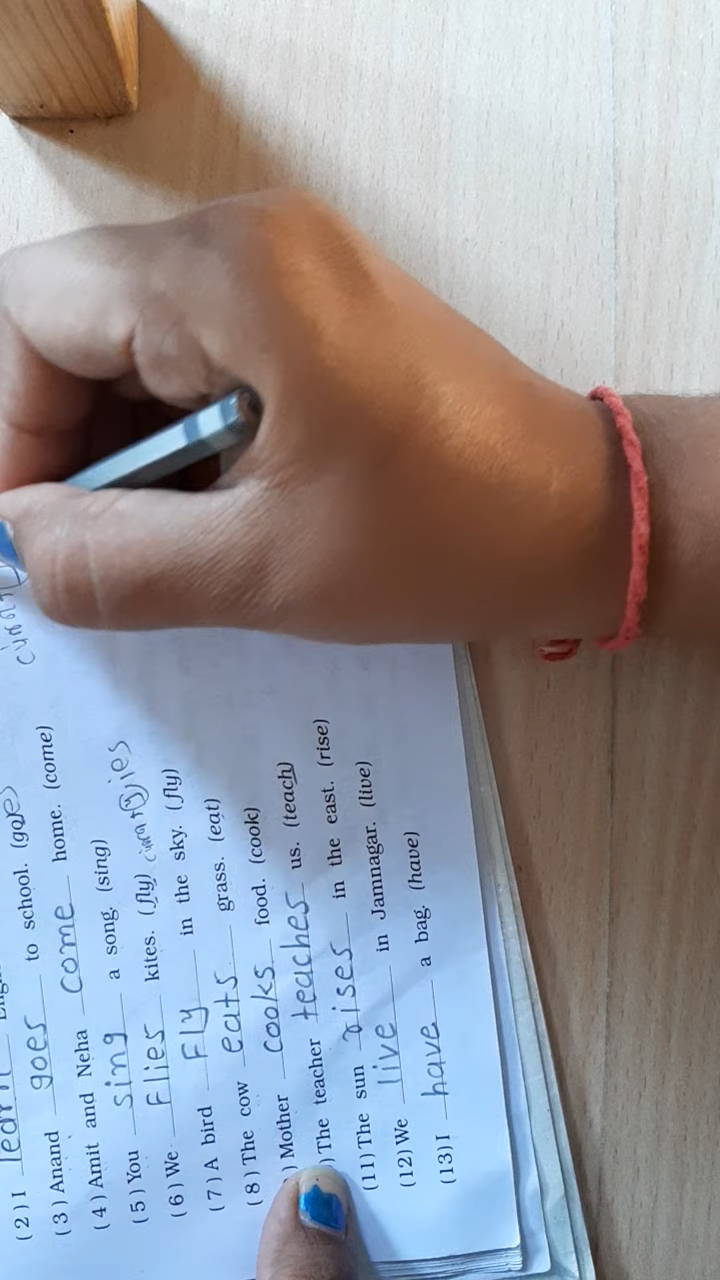 (2) I learn Eng
(3) Anand goes to school. (go/es)
(4) Amit and Neha come home. (come)
(5) You sing a song. (sing)
(6) We Flies kites. (fly) ies
(7) A bird Fly in the sky. (fly)
(8) The cow eats grass. (eat)
) Mother cooks food. (cook)
) The teacher teaches us. (teach)
(11) The sun rises in the east. (rise)
(12) We live in Jamnagar. (live)
(13) I have a bag. (have)